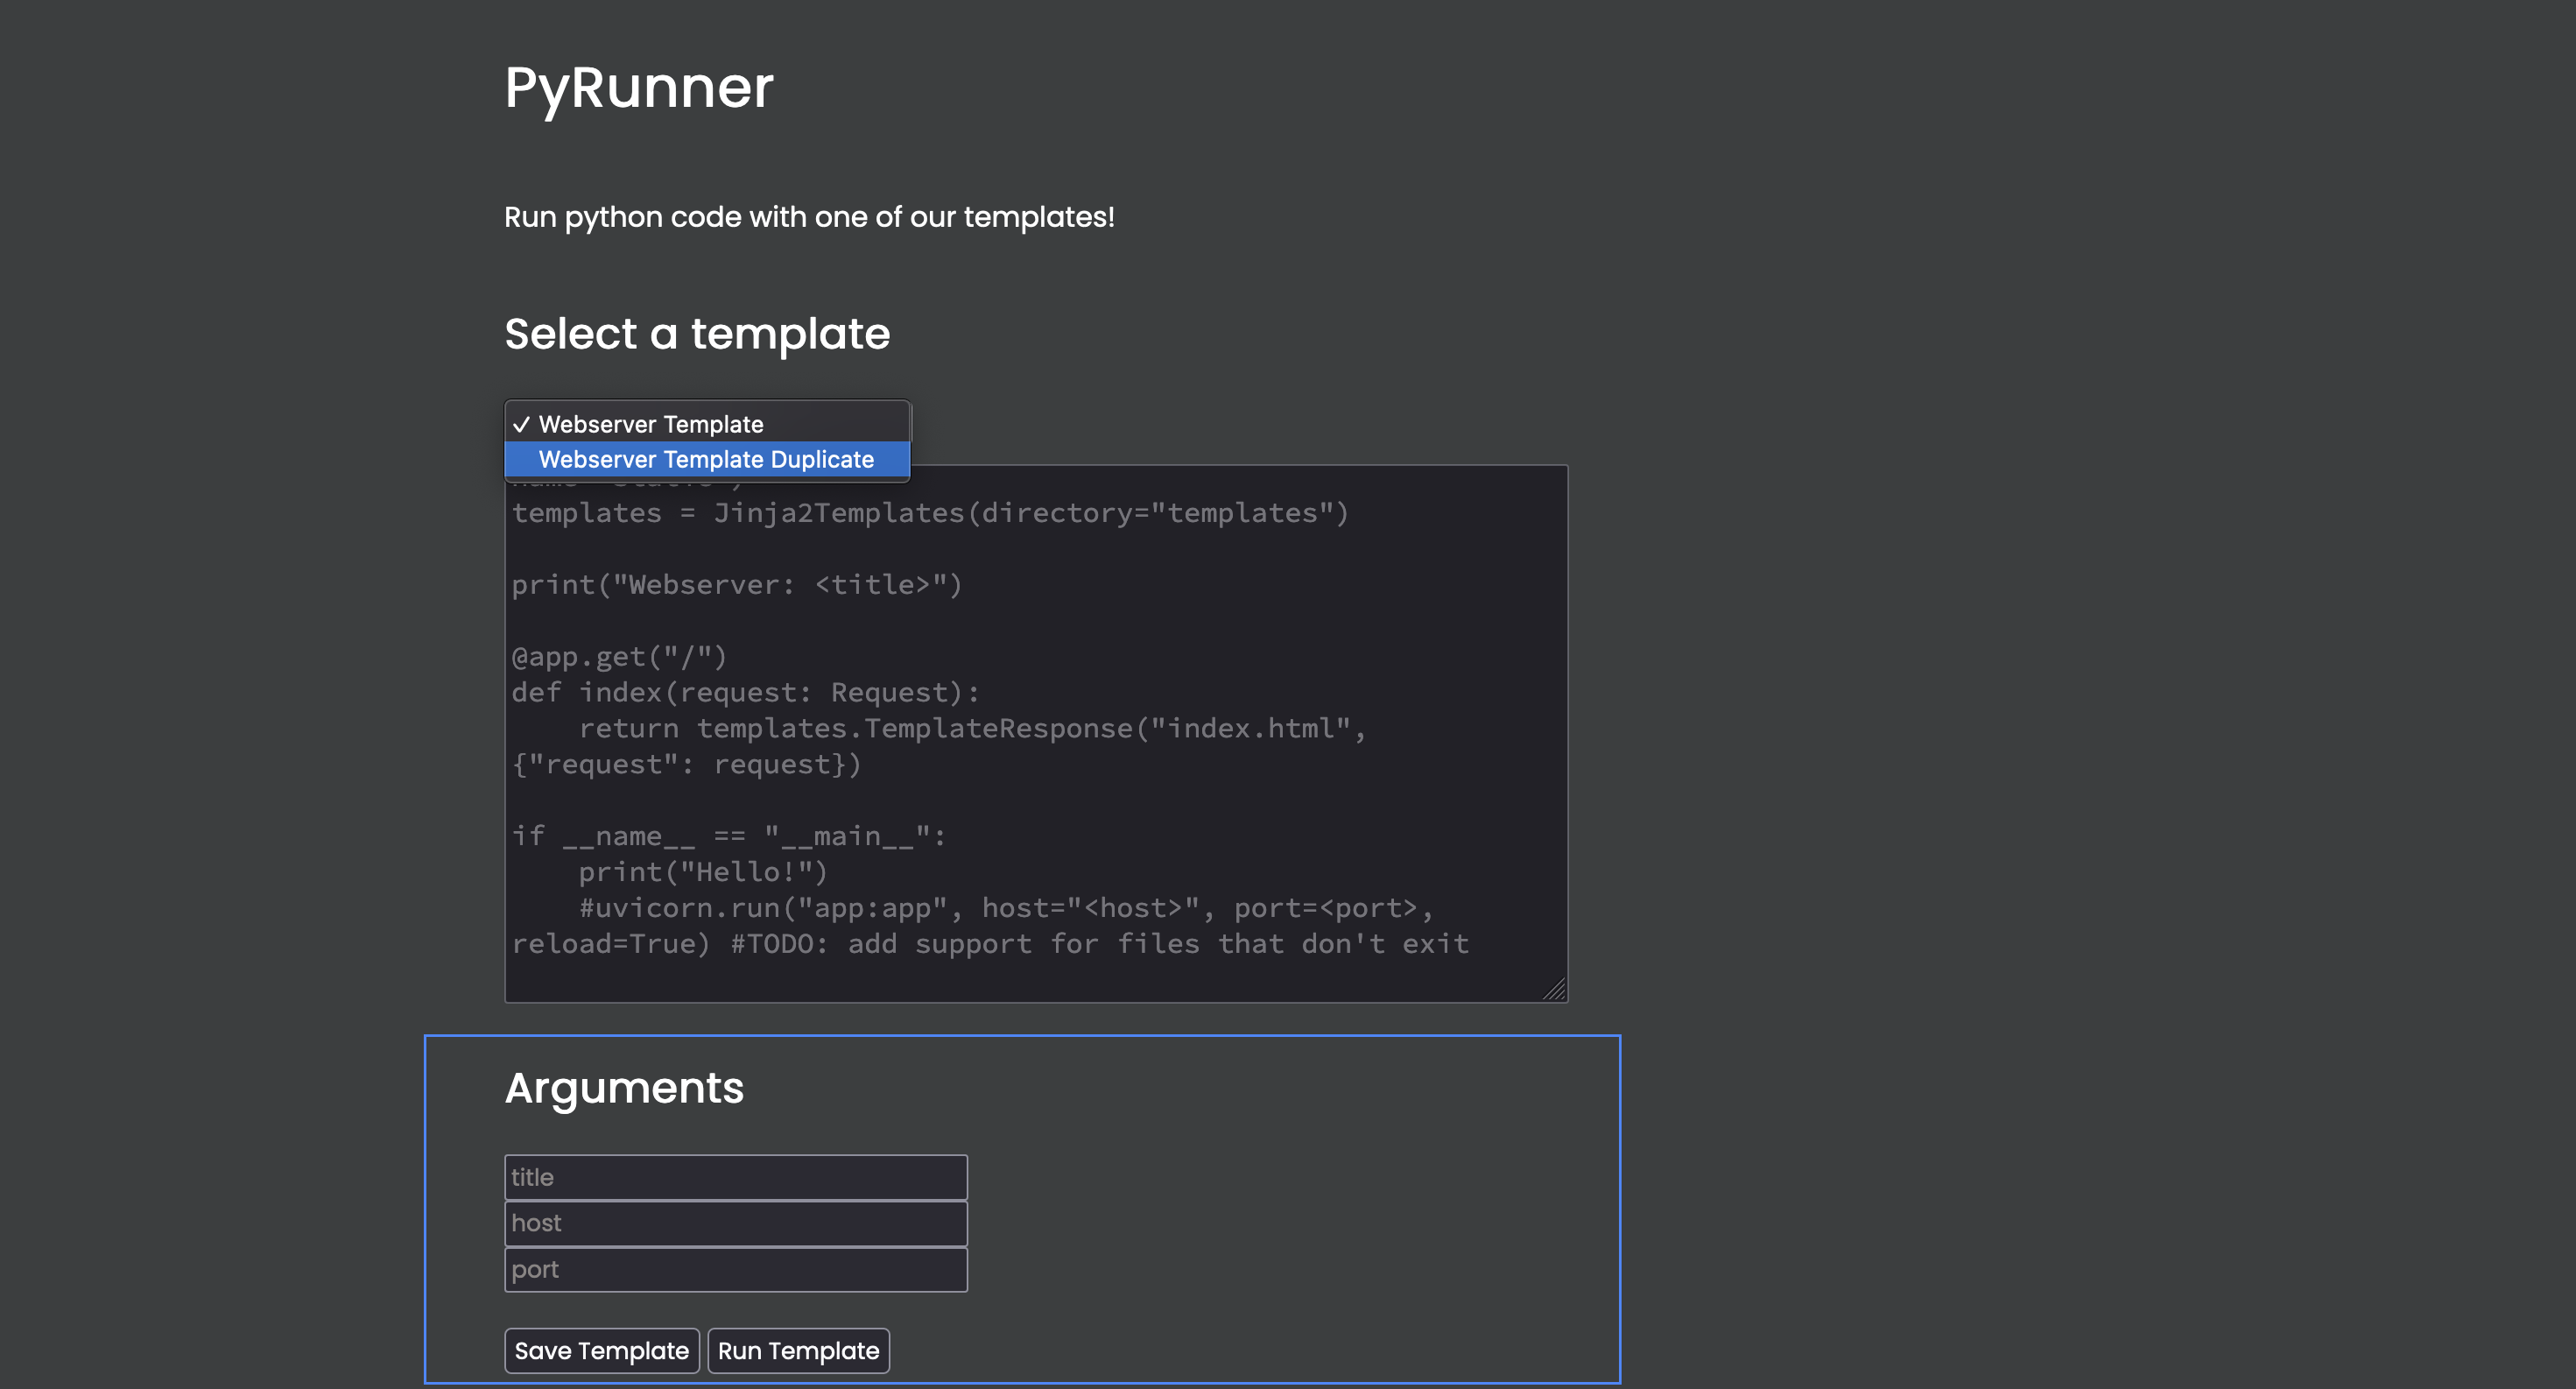 PyRunner
Run python code with one of our templates!
Select a template
✓ Webserver Template
Webserver Template Duplicate
templates = Jinja2Templates(directory="templates")
print("Webserver: <title>")
@app.get("/")
def index(request: Request):
    return templates.TemplateResponse("index.html",
{"request": request})
if __name__ == "__main__":
    print("Hello!")
    #uvicorn.run("app:app", host="<host>", port=<port>,
reload=True) #TODO: add support for files that don't exit
Arguments
title
host
port
Save Template Run Template